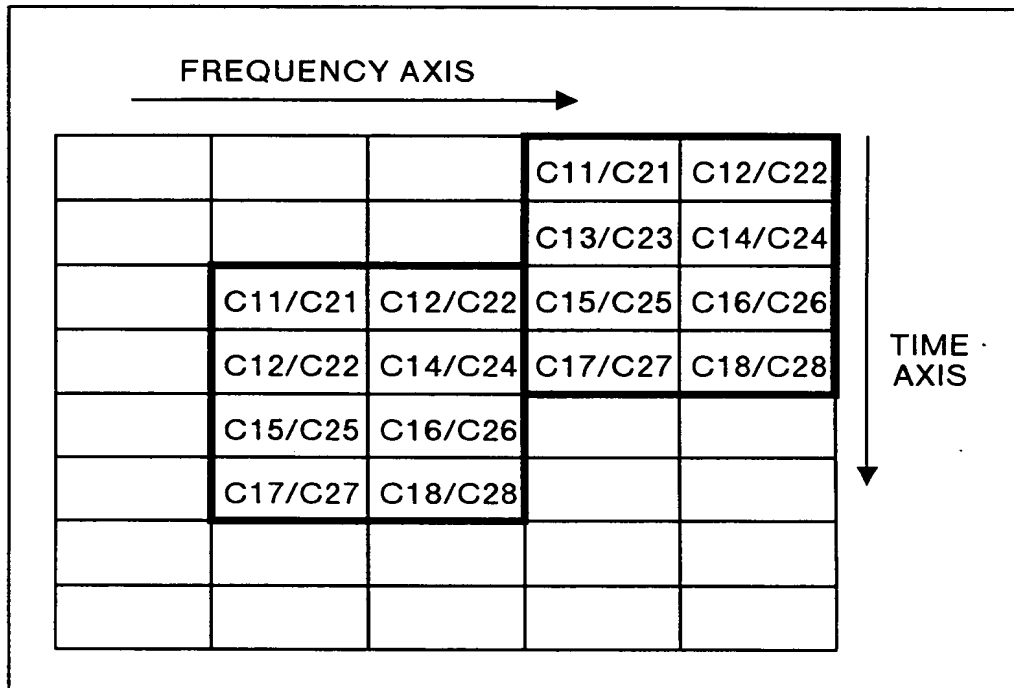 FREQUENCY AXIS
C11/C21 C12/C22
C13/C23 C14/C24
C11/C21 C12/C22 C15/C25 C16/C26
C12/C22 C14/C24 C17/C27 C18/C28
C15/C25 C16/C26
C17/C27 C18/C28
TIME
AXIS